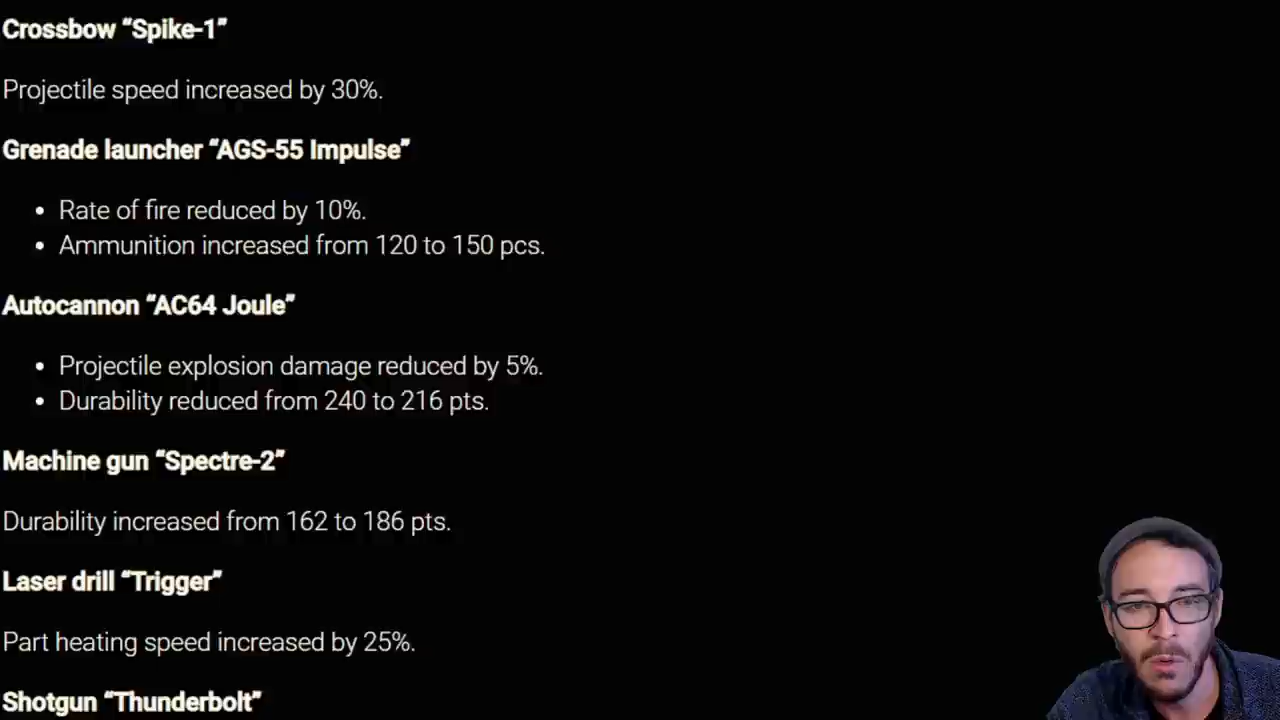 Crossbow “Spike-1”
Projectile speed increased by 30%.
Grenade launcher “AGS-55 Impulse”
• Rate of fire reduced by 10%.
• Ammunition increased from 120 to 150 pcs.
Autocannon “AC64 Joule”
• Projectile explosion damage reduced by 5%.
• Durability reduced from 240 to 216 pts.
Machine gun “Spectre-2”
Durability increased from 162 to 186 pts.
Laser drill “Trigger”
Part heating speed increased by 25%.
Shotgun “Thunderbolt”